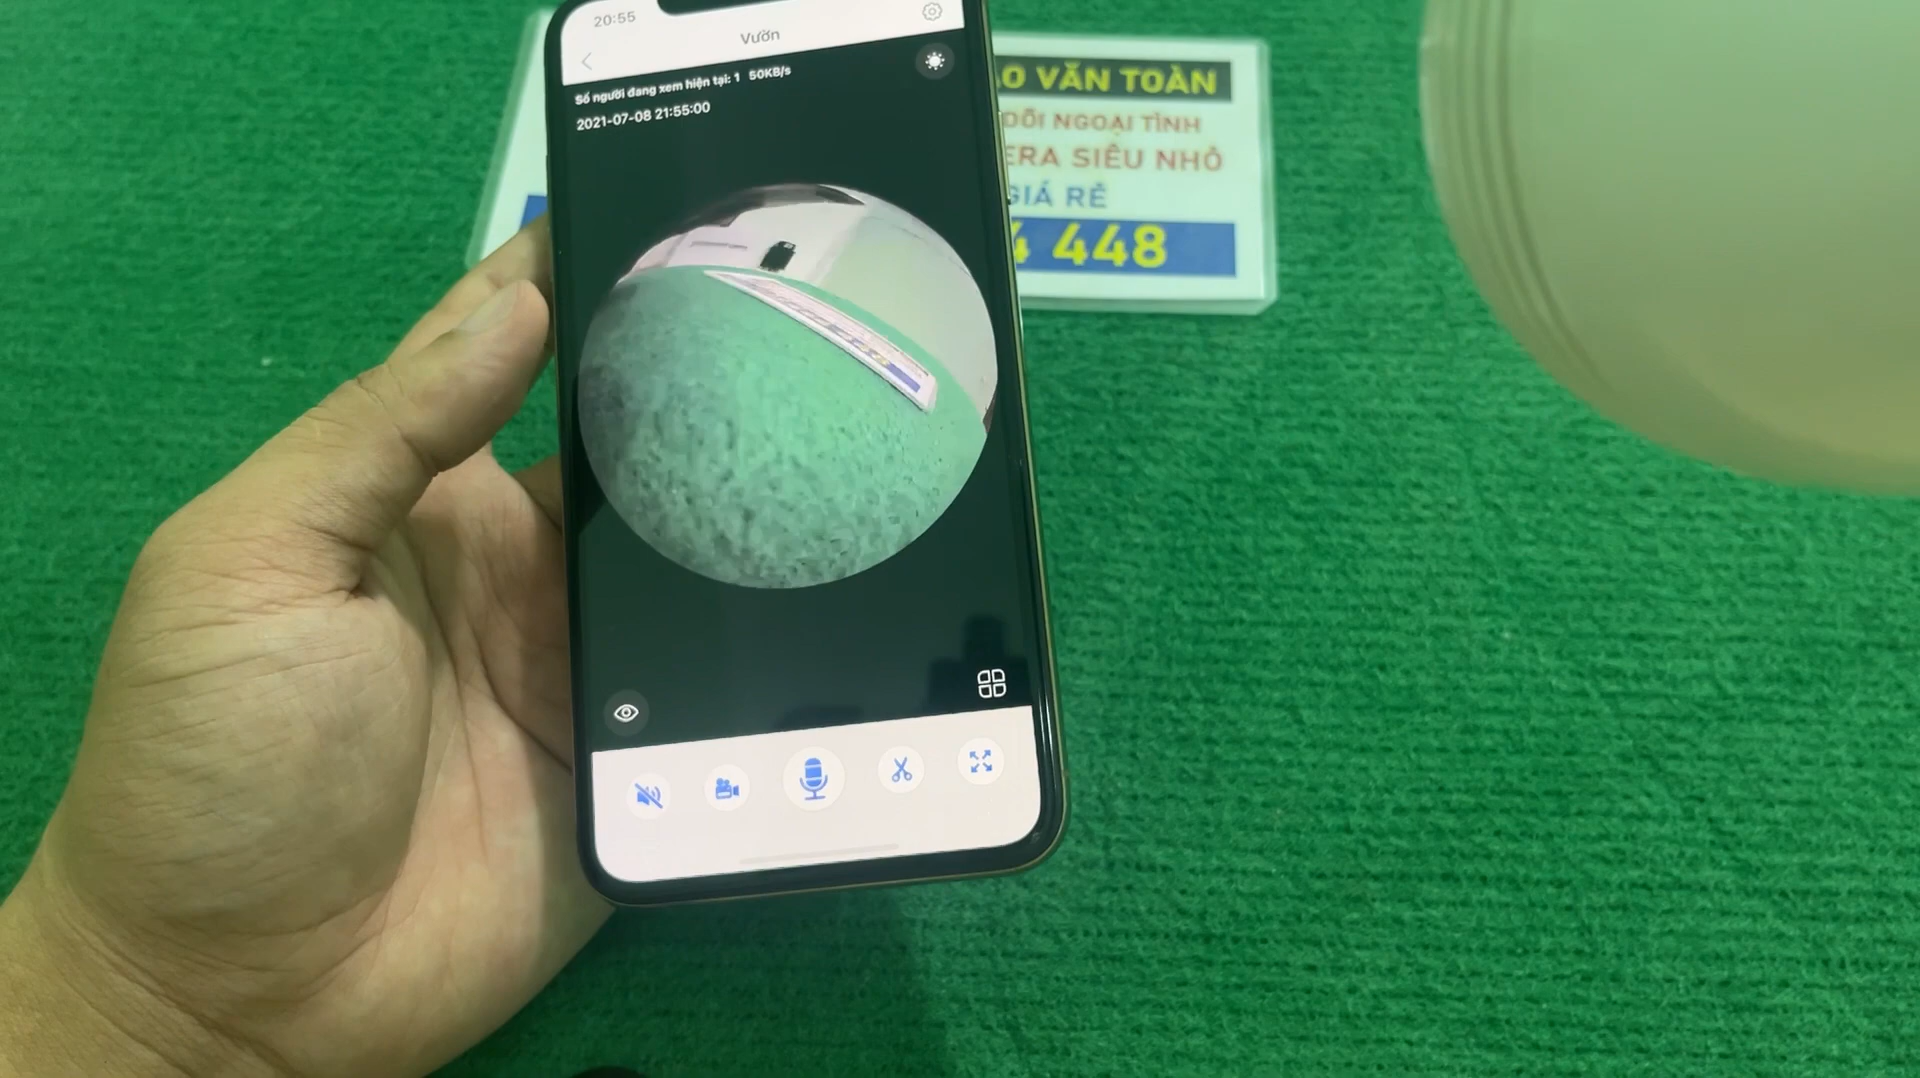 20:55
Vườn
Số người đang xem hiện tại: 1 50KB/s
2021-07-08 21:55:00
O VĂN TOÀN
DÕI NGOẠI TÌNH
ERA SIÊU NHỎ
GIÁ RẺ
4 448